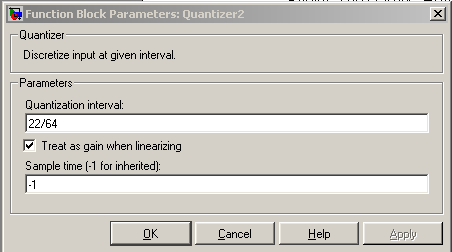 Function Block Parameters: Quantizer2
Quantizer
Discretize input at given interval.
Parameters
Quantization interval:
22/64
Treat as gain when linearizing
Sample time (-1 for inherited):
-1
OK Cancel Help Apply